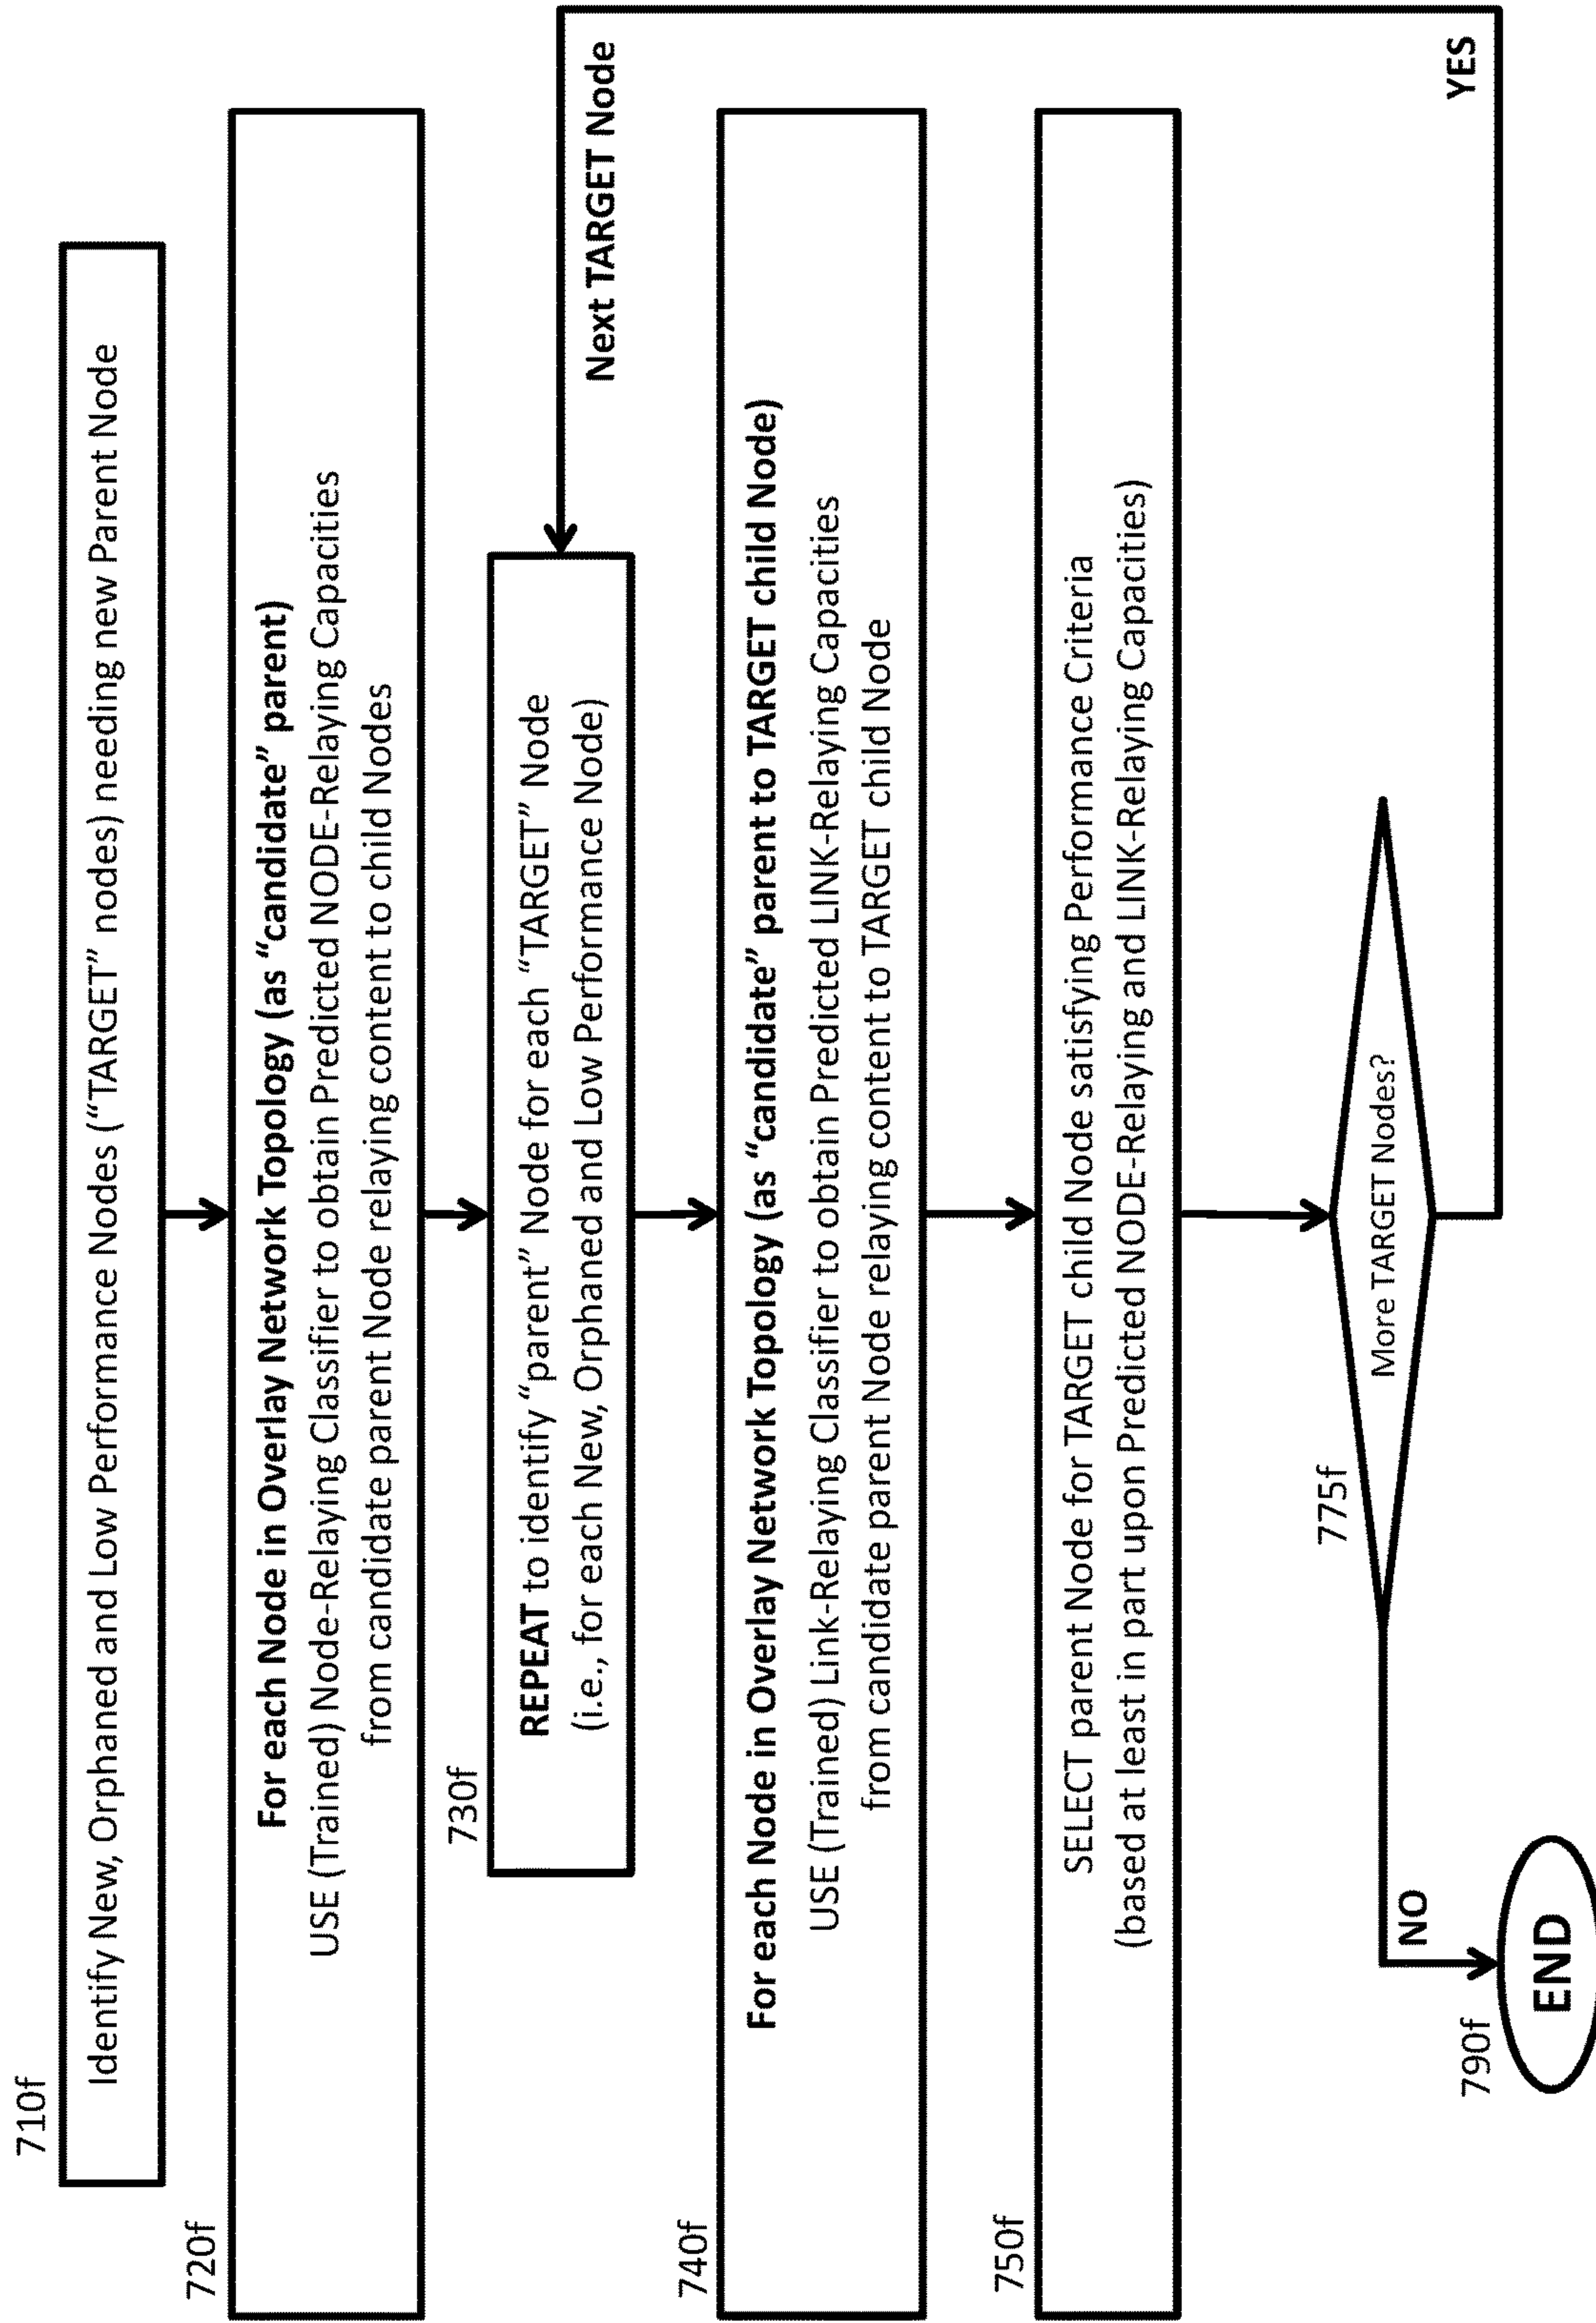 710f
Identify New, Orphaned and Low Performance Nodes (“TARGET” nodes) needing new Parent Node
720f
For each Node in Overlay Network Topology (as “candidate” parent)
USE (Trained) Node-Relaying Classifier to obtain Predicted NODE-Relaying Capacities
from candidate parent Node relaying content to child Nodes
730f
REPEAT to identify “parent” Node for each “TARGET” Node
(i.e., for each New, Orphaned and Low Performance Node)
Next TARGET Node
740f
For each Node in Overlay Network Topology (as “candidate” parent to TARGET child Node)
USE (Trained) Link-Relaying Classifier to obtain Predicted LINK-Relaying Capacities
from candidate parent Node relaying content to TARGET child Node
750f
SELECT parent Node for TARGET child Node satisfying Performance Criteria
(based at least in part upon Predicted NODE-Relaying and LINK-Relaying Capacities)
775f
More TARGET Nodes?
NO
YES
790f
END